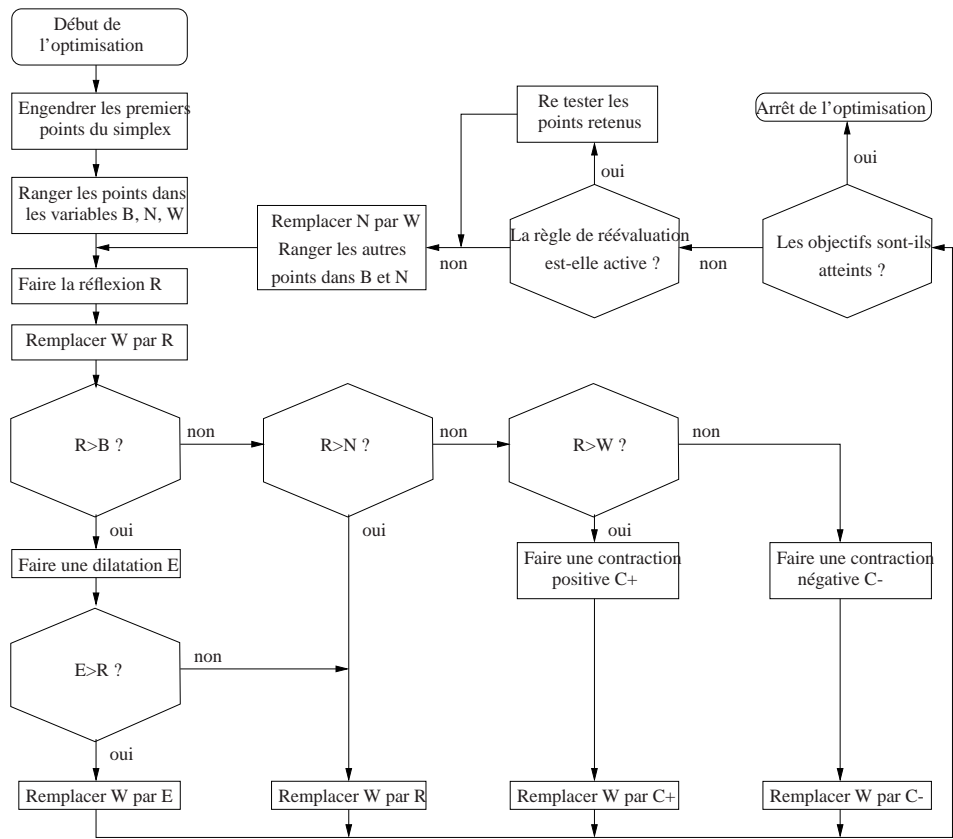 Début de
l'optimisation
Engendrer les premiers
points du simplex
Ranger les points dans
les variables B, N, W
Faire la réflexion R
Remplacer W par R
Re tester les
points retenus
Arrêt de l'optimisation
oui
oui
Remplacer N par W
Ranger les autres
points dans B et N
non
La règle de réévaluation
est-elle active ?
non
Les objectifs sont-ils
atteints ?
R>B ?
non
R>N ?
non
R>W ?
non
oui
oui
oui
Faire une dilatation E
Faire une contraction
positive C+
Faire une contraction
négative C-
E>R ?
non
oui
Remplacer W par E
Remplacer W par R
Remplacer W par C+
Remplacer W par C-